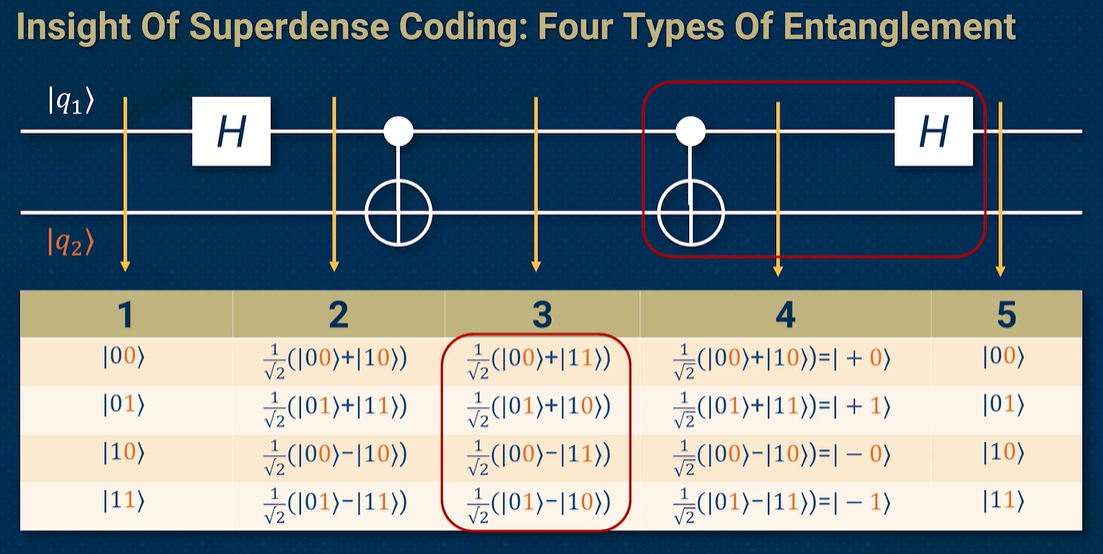 Insight Of Superdense Coding: Four Types Of Entanglement
|q₁⟩
H
H
|q₂⟩
1 2 3 4 5
|00⟩ 1/√2(|00⟩+|10⟩) 1/√2(|00⟩+|11⟩) 1/√2(|00⟩+|10⟩)=| + 0⟩ |00⟩
|01⟩ 1/√2(|01⟩+|11⟩) 1/√2(|01⟩+|10⟩) 1/√2(|01⟩+|11⟩)=| + 1⟩ |01⟩
|10⟩ 1/√2(|00⟩−|10⟩) 1/√2(|00⟩−|11⟩) 1/√2(|00⟩−|10⟩)=| − 0⟩ |10⟩
|11⟩ 1/√2(|01⟩−|11⟩) 1/√2(|01⟩−|10⟩) 1/√2(|01⟩−|11⟩)=| − 1⟩ |11⟩